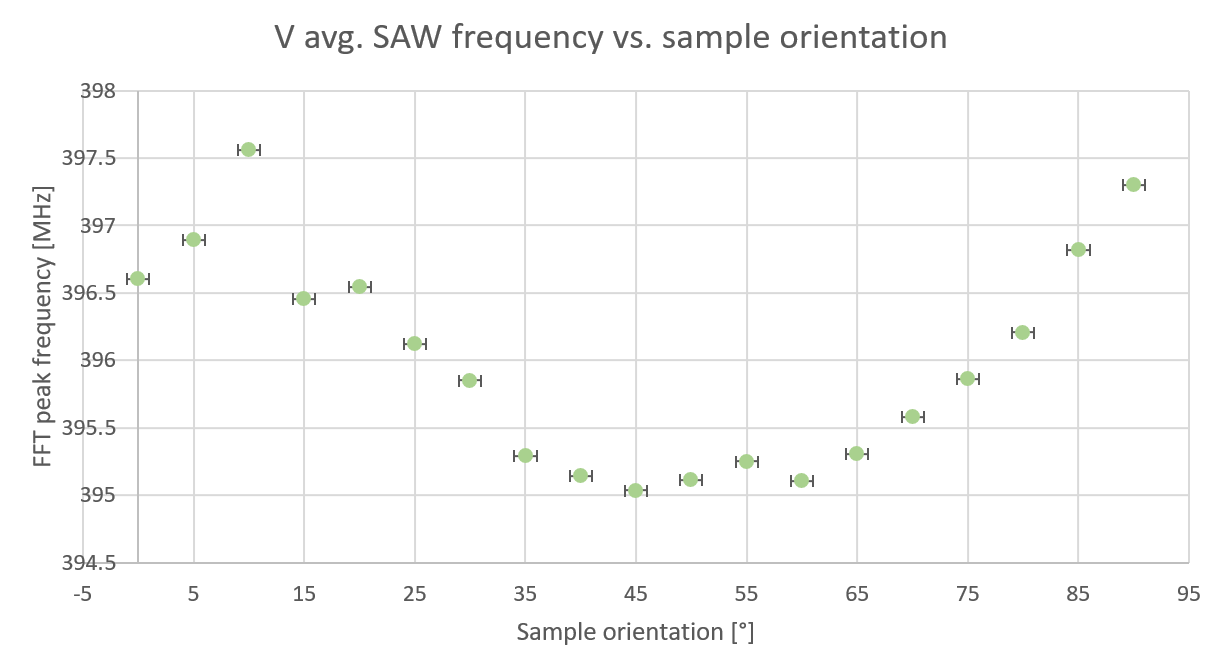 V avg. SAW frequency vs. sample orientation
FFT peak frequency [MHz]
398
397.5
397
396.5
396
395.5
395
394.5
-5 5 15 25 35 45 55 65 75 85 95
Sample orientation [°]